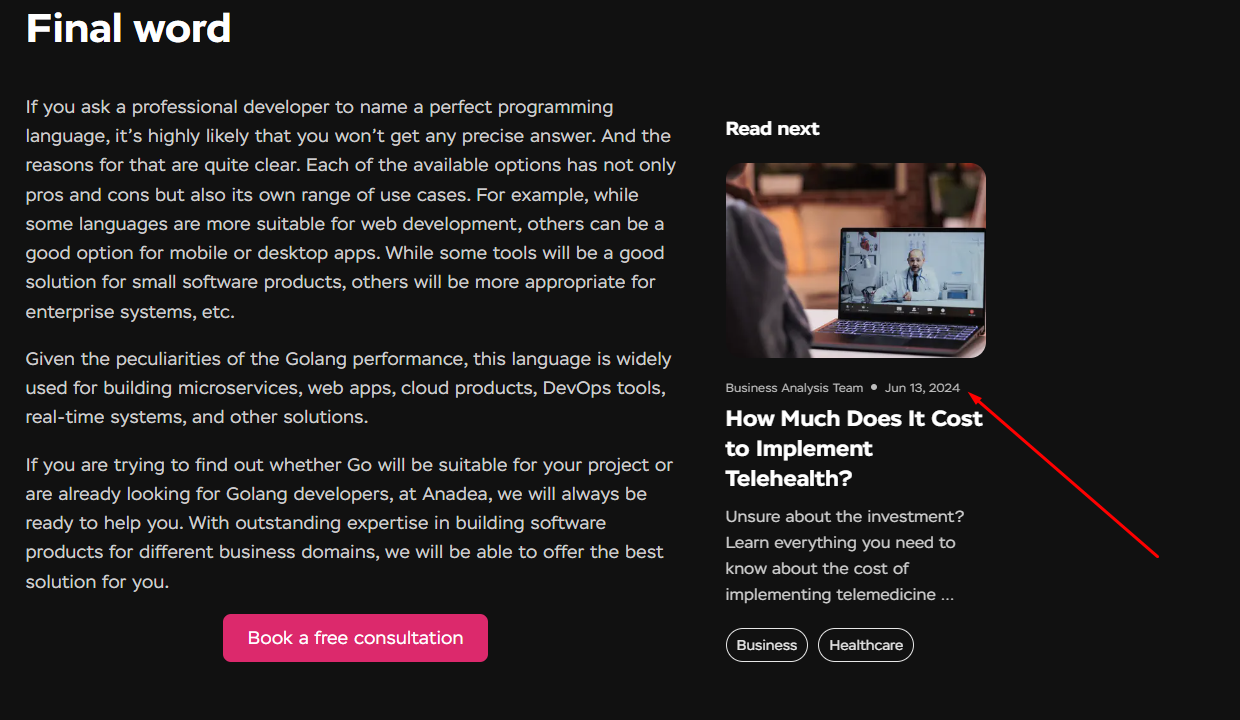 Final word
If you ask a professional developer to name a perfect programming
language, it’s highly likely that you won’t get any precise answer. And the
reasons for that are quite clear. Each of the available options has not only
pros and cons but also its own range of use cases. For example, while
some languages are more suitable for web development, others can be a
good option for mobile or desktop apps. While some tools will be a good
solution for small software products, others will be more appropriate for
enterprise systems, etc.
Given the peculiarities of the Golang performance, this language is widely
used for building microservices, web apps, cloud products, DevOps tools,
real-time systems, and other solutions.
If you are trying to find out whether Go will be suitable for your project or
are already looking for Golang developers, at Anadea, we will always be
ready to help you. With outstanding expertise in building software
products for different business domains, we will be able to offer the best
solution for you.
Book a free consultation
Read next
Business Analysis Team • Jun 13, 2024
How Much Does It Cost
to Implement
Telehealth?
Unsure about the investment?
Learn everything you need to
know about the cost of
implementing telemedicine ...
Business
Healthcare